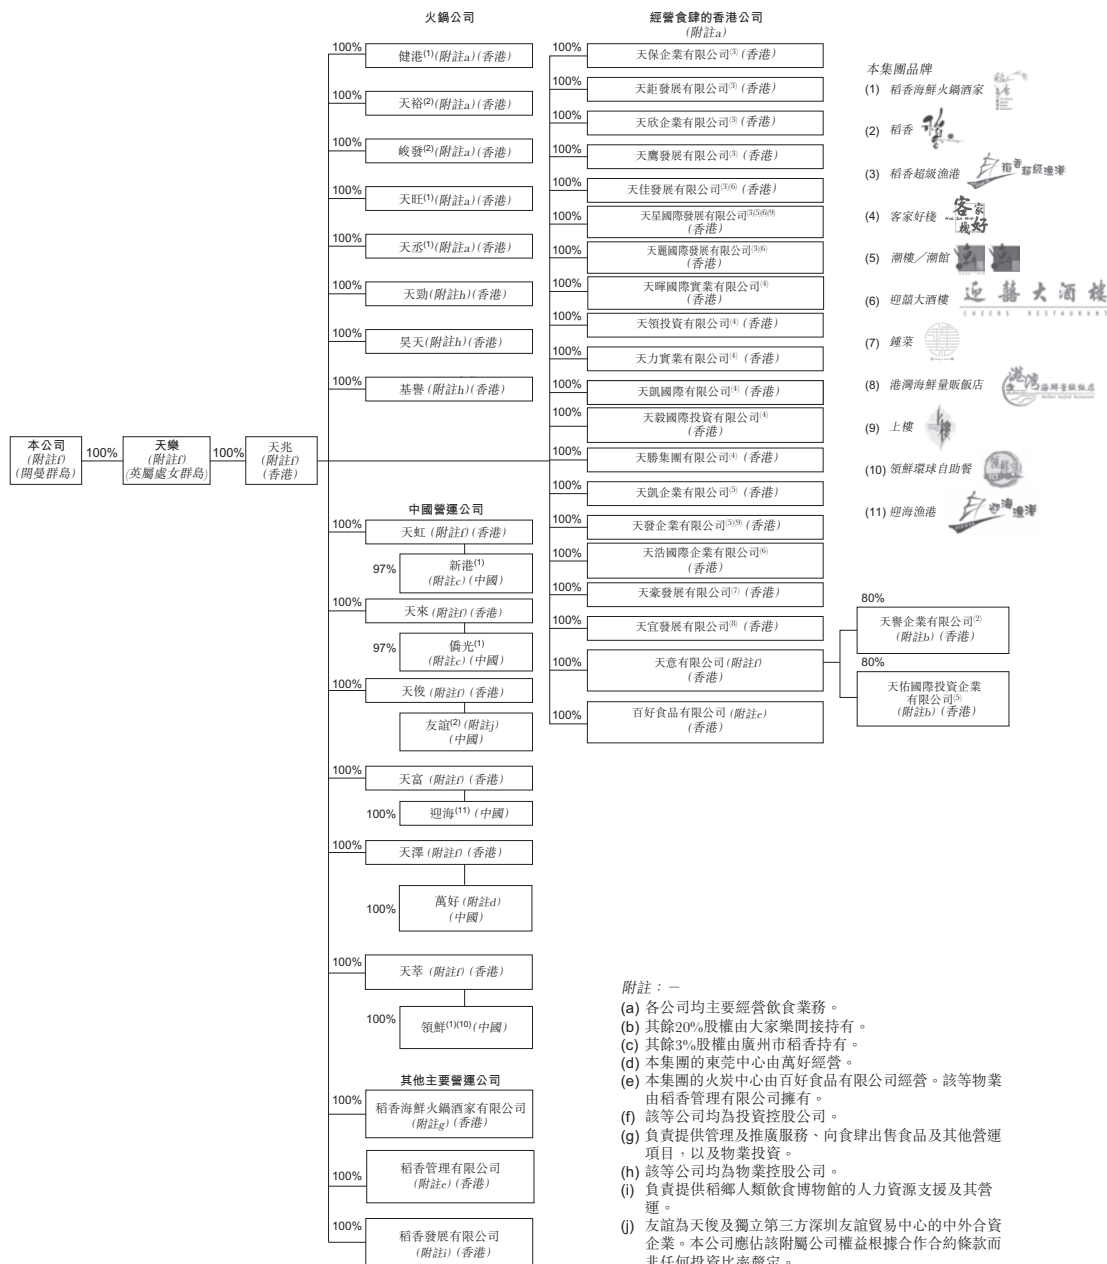 火鍋公司
100%
健港(1)(附註a)(香港)
100%
天裕(2)(附註a)(香港)
100%
峻發(2)(附註a)(香港)
100%
天旺(1)(附註a)(香港)
100%
天丞(1)(附註a)(香港)
100%
天勁(附註h)(香港)
100%
昊天(附註h)(香港)
100%
基譽(附註h)(香港)
本公司
(附註f)
(開曼群島)
100%
天樂
(附註f)
(英屬處女群島)
100%
天兆
(附註f)
(香港)
中國營運公司
100%
天虹(附註f)(香港)
97%
新港(1)
(附註c)(中國)
100%
天來(附註f)(香港)
97%
僑光(1)
(附註c)(中國)
100%
天俊(附註f)(香港)
友誼(2)(附註j)
(中國)
100%
天富(附註f)(香港)
100%
迎海(11)(中國)
100%
天澤(附註f)(香港)
100%
萬好(附註d)
(中國)
100%
天萃(附註f)(香港)
100%
領鮮(1)(10)(中國)
其他主要營運公司
100%
稻香海鮮火鍋酒家有限公司
(附註g)(香港)
100%
稻香管理有限公司
(附註e)(香港)
100%
稻香發展有限公司
(附註i)(香港)
經營食肆的香港公司
(附註a)
100%
天保企業有限公司(3)(香港)
100%
天鉅發展有限公司(3)(香港)
100%
天欣企業有限公司(3)(香港)
100%
天鷹發展有限公司(3)(香港)
100%
天佳發展有限公司(3)(6)(香港)
100%
天星國際發展有限公司(3)(5)(6)(9)
(香港)
100%
天麗國際發展有限公司(3)(6)
(香港)
100%
天暉國際實業有限公司(4)
(香港)
100%
天領投資有限公司(4)(香港)
100%
天力實業有限公司(4)(香港)
100%
天凱國際有限公司(4)(香港)
100%
天毅國際投資有限公司(4)
(香港)
100%
天勝集團有限公司(4)(香港)
100%
天凱企業有限公司(5)(香港)
100%
天發企業有限公司(5)(9)(香港)
100%
天浩國際企業有限公司(6)
(香港)
100%
天豪發展有限公司(7)(香港)
100%
天宜發展有限公司(8)(香港)
100%
天意有限公司(附註f)
(香港)
100%
百好食品有限公司(附註e)
(香港)
80%
天譽企業有限公司(2)
(附註b)(香港)
80%
天佑國際投資企業
有限公司(5)
(附註b)(香港)
本集團品牌
(1) 稻香海鮮火鍋酒家
(2) 稻香
(3) 稻香超級漁港 稻香超級漁港
(4) 客家好棧 客家好棧
(5) 潮樓／潮館
(6) 迎囍大酒樓 迎囍大酒樓
CHEERS RESTAURANT
(7) 鍾菜
(8) 港灣海鮮量販飯店 港灣海鮮量販飯店
(9) 上樓 上樓
(10) 領鮮環球自助餐
(11) 迎海漁港 迎海漁港
附註：－
(a) 各公司均主要經營飲食業務。
(b) 其餘20%股權由大家樂間接持有。
(c) 其餘3%股權由廣州市稻香持有。
(d) 本集團的東莞中心由萬好經營。
(e) 本集團的火炭中心由百好食品有限公司經營。該等物業
由稻香管理有限公司擁有。
(f) 該等公司均為投資控股公司。
(g) 負責提供管理及推廣服務、向食肆出售食品及其他營運
項目，以及物業投資。
(h) 該等公司均為物業控股公司。
(i) 負責提供稻鄉人類飲食博物館的人力資源支援及其營
運。
(j) 友誼為天俊及獨立第三方深圳友誼貿易中心的中外合資
企業。本公司應佔該附屬公司權益根據合作合約條款而
非任何投資比率釐定。